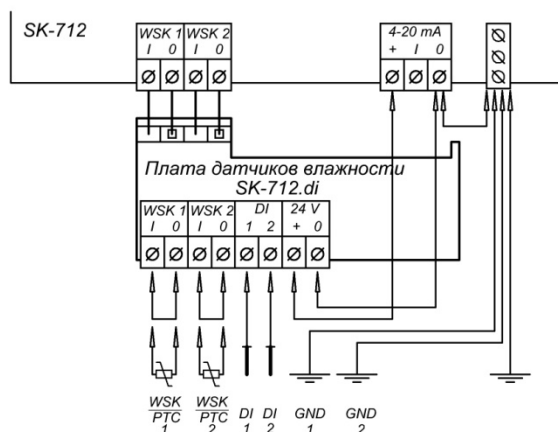 SK-712
WSK 1 WSK 2
I 0 I 0
4-20 mA
+ I 0
Плата датчиков влажности
SK-712.di
WSK 1 WSK 2 DI 24 V
I 0 I 0 1 2 + 0
WSK WSK
PTC PTC DI DI GND GND
1 2 1 2 1 2